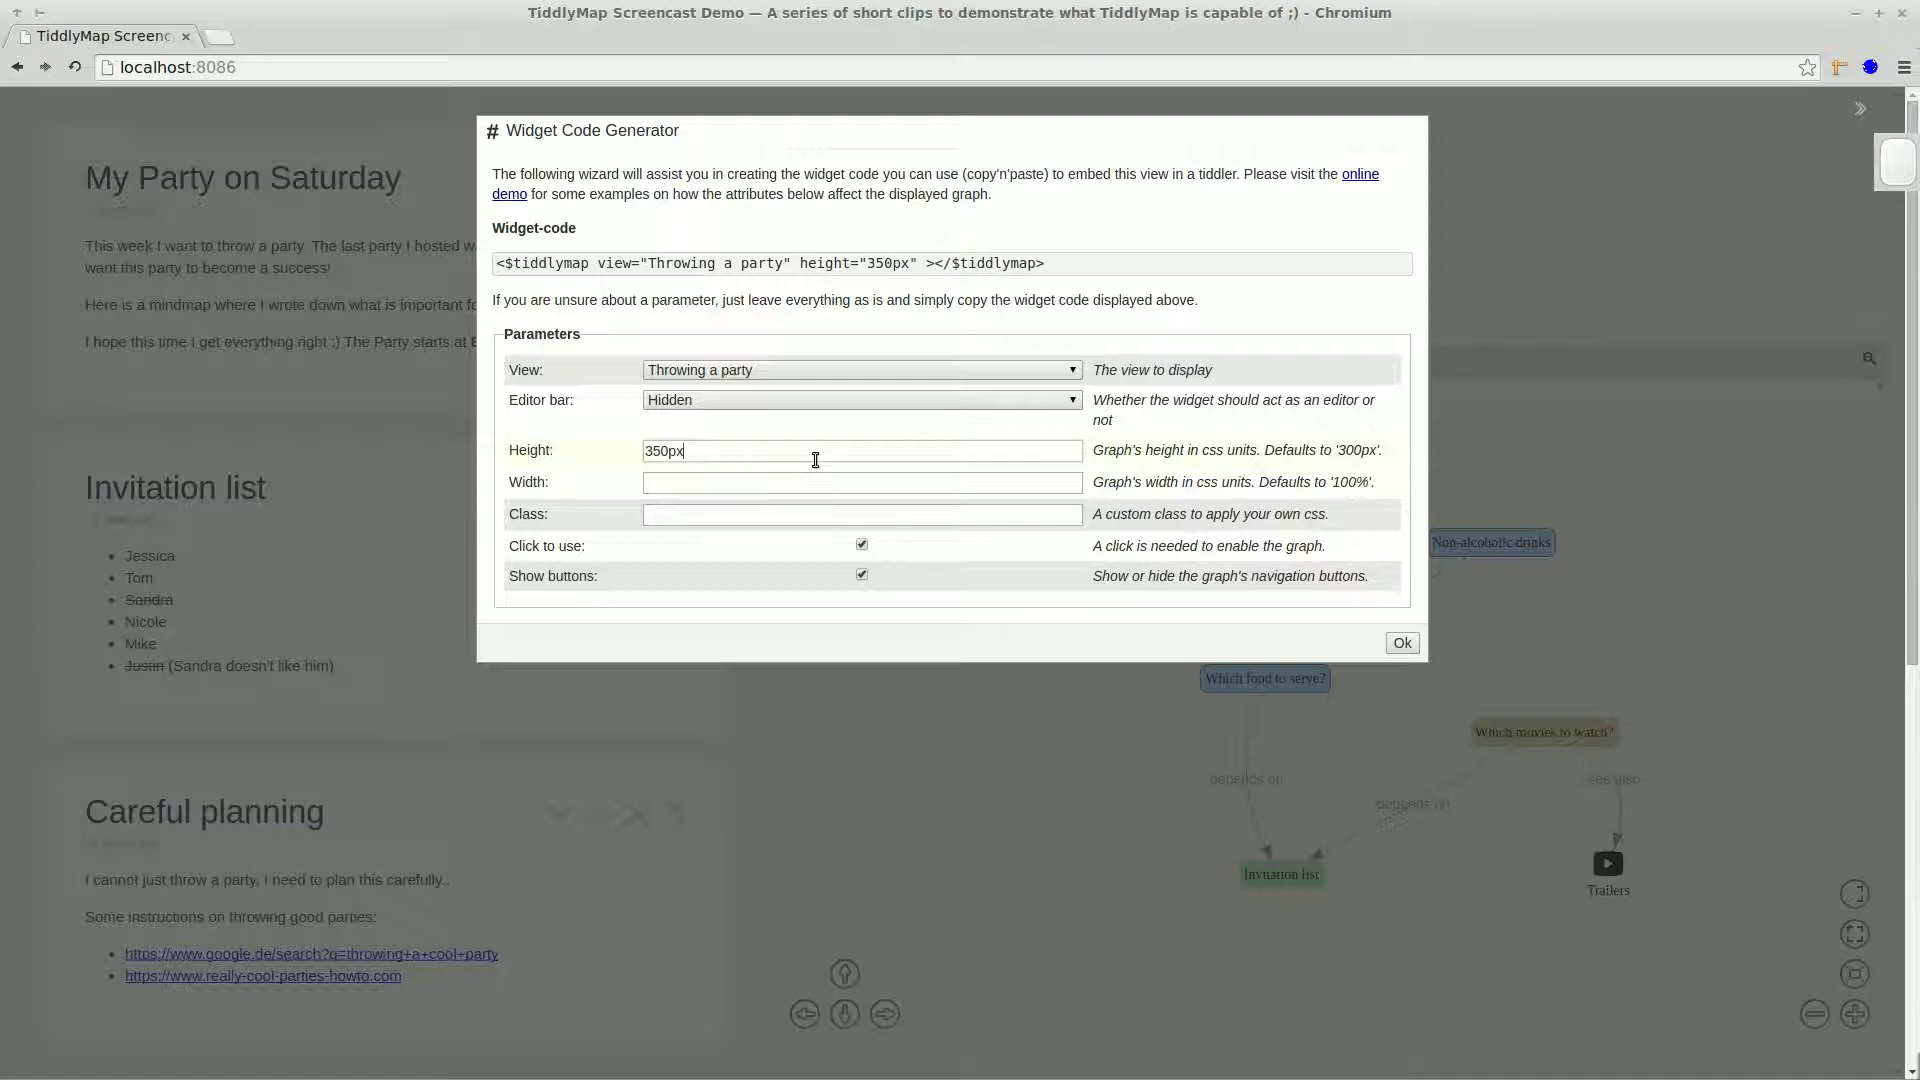 TiddlyMap Screencast Demo — A series of short clips to demonstrate what TiddlyMap is capable of ;) - Chromium
TiddlyMap Screenc
localhost:8086
# Widget Code Generator
The following wizard will assist you in creating the widget code you can use (copy'n'paste) to embed this view in a tiddler. Please visit the online
demo for some examples on how the attributes below affect the displayed graph.
Widget-code
<$tiddlymap view="Throwing a party" height="350px" ></$tiddlymap>
If you are unsure about a parameter, just leave everything as is and simply copy the widget code displayed above.
Parameters
View: Throwing a party The view to display
Editor bar: Hidden Whether the widget should act as an editor or
not
Height: 350px Graph's height in css units. Defaults to '300px'.
Width: Graph's width in css units. Defaults to '100%'.
Class: A custom class to apply your own css.
Click to use: A click is needed to enable the graph.
Show buttons: Show or hide the graph's navigation buttons.
Ok
My Party on Saturday
This week I want to throw a party. The last party I hosted w
want this party to become a success!
Here is a mindmap where I wrote down what is important fo
I hope this time I get everything right :) The Party starts at
Invitation list
Jessica
Tom
Sandra
Nicole
Mike
Justin (Sandra doesn't like him)
Careful planning
I cannot just throw a party, I need to plan this carefully..
Some instructions on throwing good parties:
https://www.google.de/search?q=throwing+a+cool+party
https://www.really-cool-parties-howto.com
Non-alcoholic drinks
Which food to serve?
Which movies to watch?
depends on
see also
depends on
Invitation list
Trailers